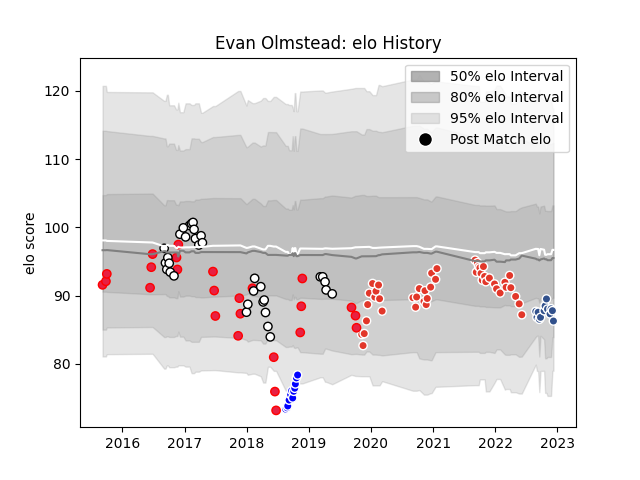 Evan Olmstead: elo History
50% elo Interval
80% elo Interval
95% elo Interval
Post Match elo
elo score
120
110
100
90
80
2016
2017
2018
2019
2020
2021
2022
2023